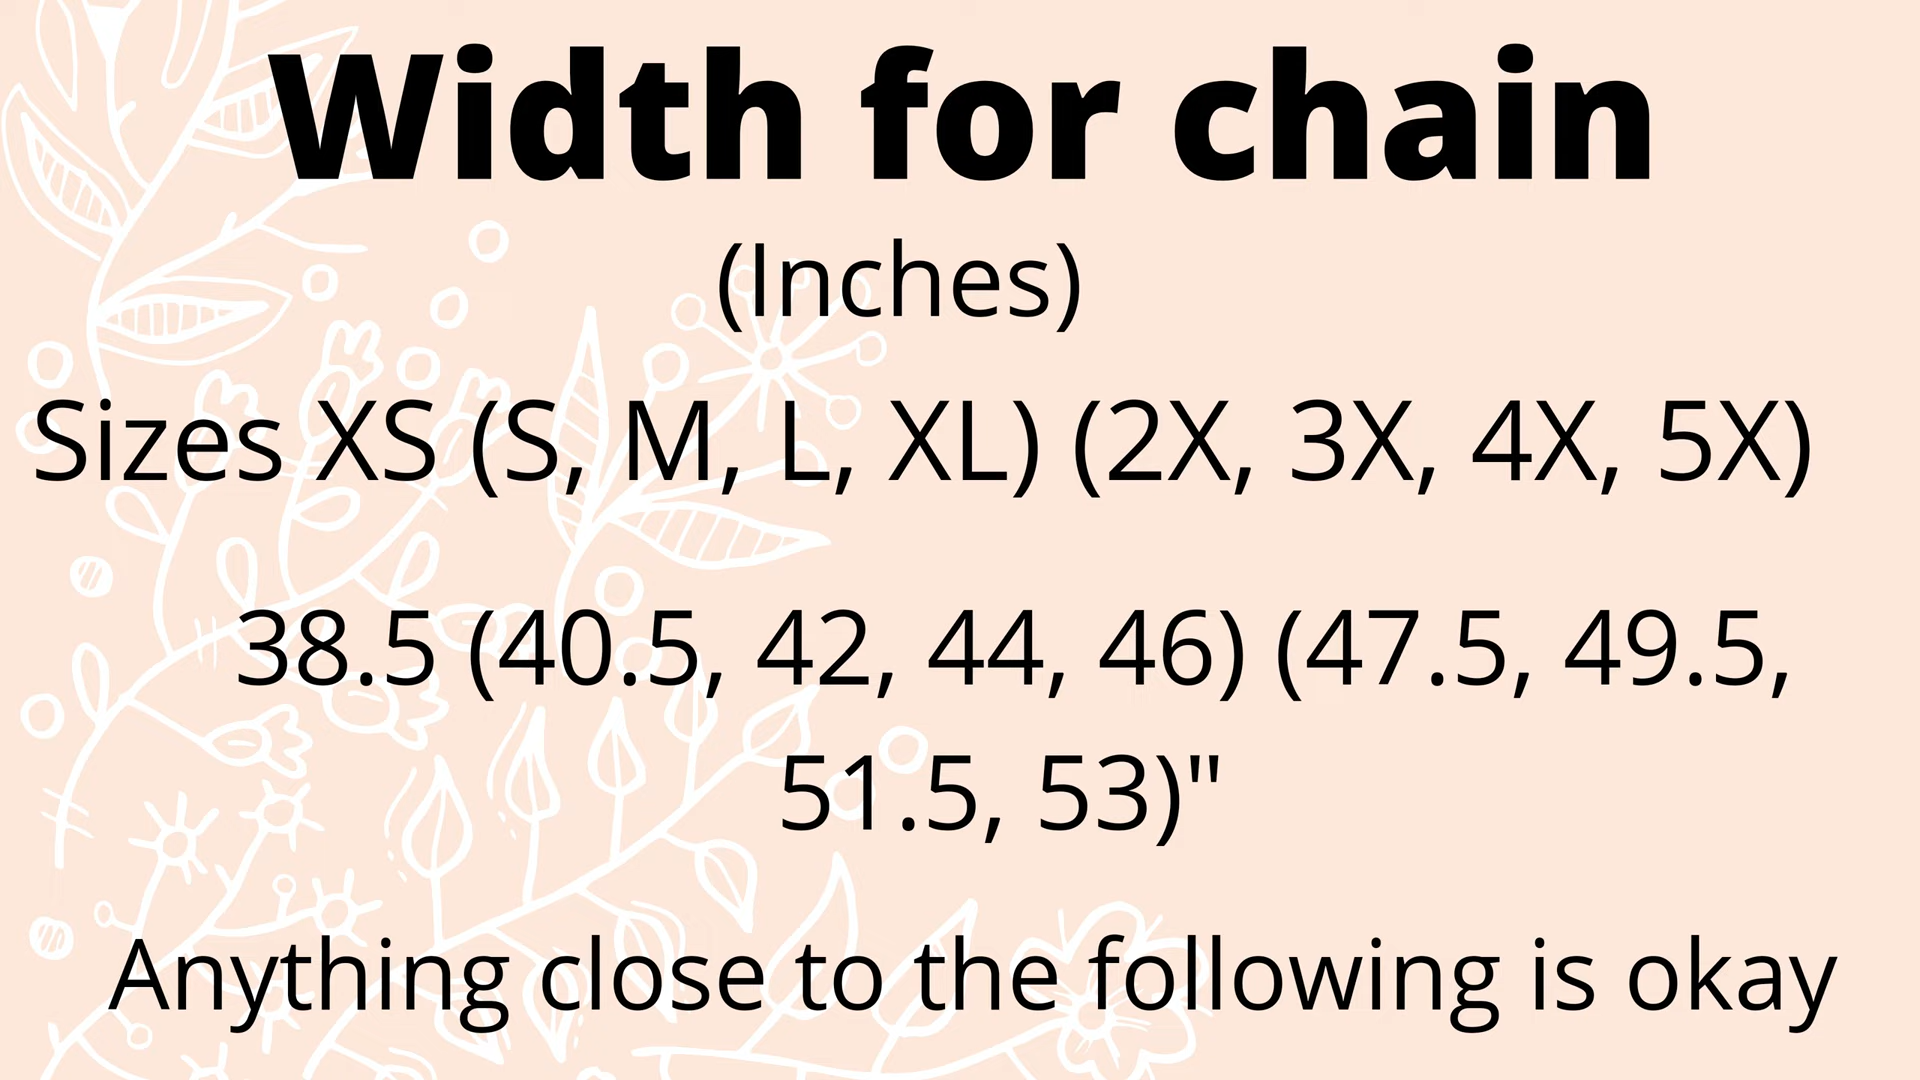 Width for chain
(Inches)
Sizes XS (S, M, L, XL) (2X, 3X, 4X, 5X)
38.5 (40.5, 42, 44, 46) (47.5, 49.5,
51.5, 53)"
Anything close to the following is okay